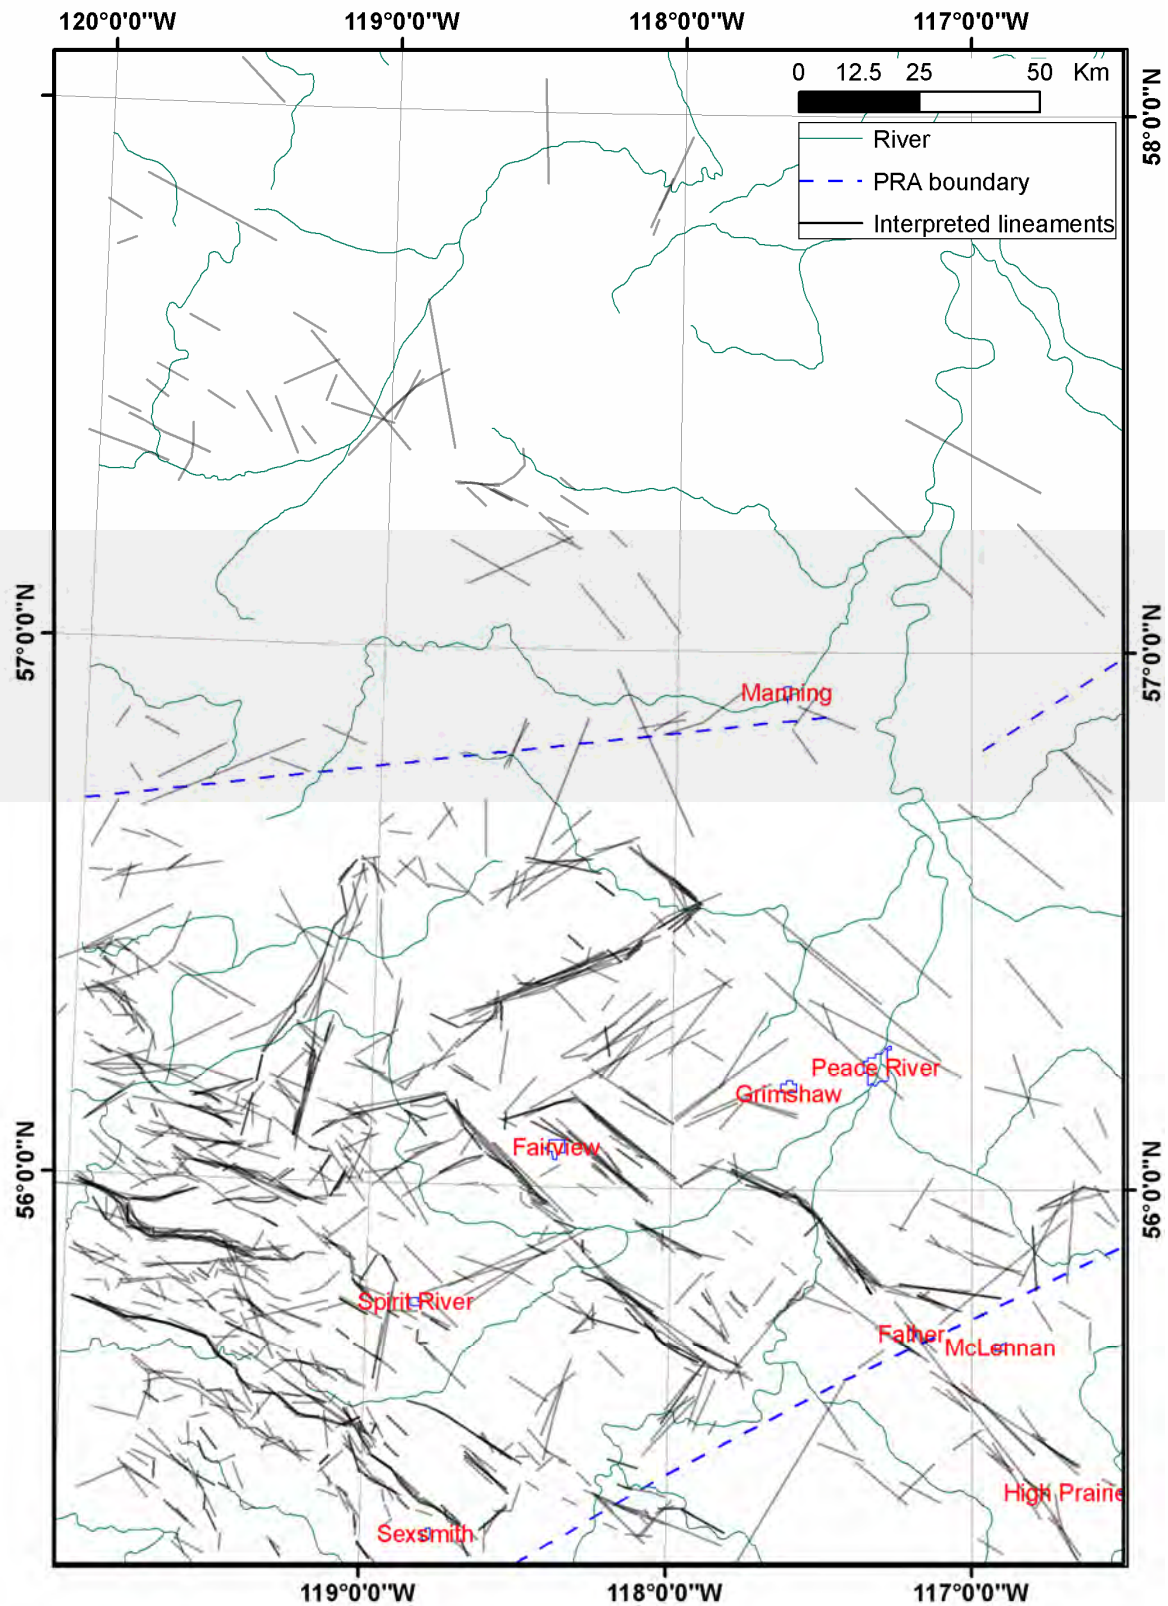 120°0'0"W 119°0'0"W 118°0'0"W 117°0'0"W
0 12.5 25 50 Km
58°0'0"N
River
PRA boundary
Interpreted lineaments
57°0'0"N
57°0'0"N
Manning
Peace River
Grimshaw
Fairview
56°0'0"N
56°0'0"N
Spirit River
Falher
McLennan
High Prairie
Sexsmith
119°0'0"W 118°0'0"W 117°0'0"W